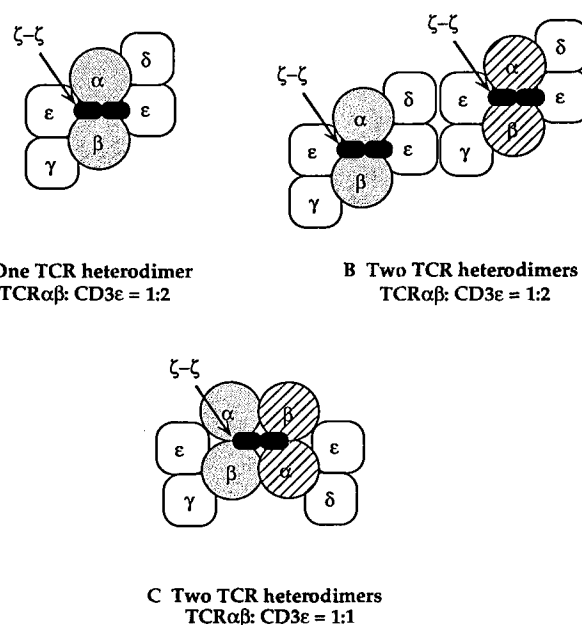 ζ–ζ
α
δ
ε
ε
β
γ
ζ–ζ
α
δ
ε
ε
β
γ
ζ–ζ
α
δ
ε
ε
β
γ
One TCR heterodimer
TCRαβ: CD3ε = 1:2
B Two TCR heterodimers
TCRαβ: CD3ε = 1:2
ζ–ζ
α
β
ε
ε
β
α
γ
δ
C Two TCR heterodimers
TCRαβ: CD3ε = 1:1